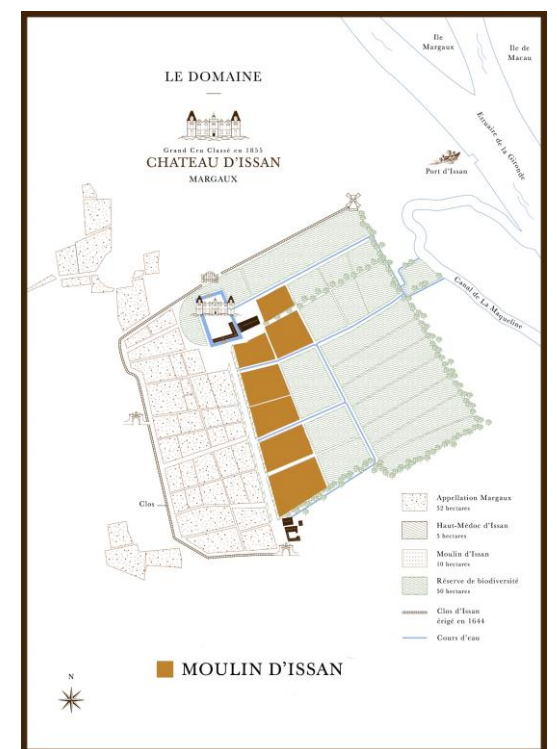 Ile
Margaux
Ile de
Macau
LE DOMAINE
Grand Cru Classé en 1855
CHATEAU D'ISSAN
MARGAUX
Estuaire de la Gironde
Port d'Issan
Canal de La Maqueline
Clos
Appellation Margaux
52 hectares
Haut-Médoc d'Issan
5 hectares
Moulin d'Issan
10 hectares
Réserve de biodiversité
50 hectares
Clos d'Issan
érigé en 1644
Cours d'eau
MOULIN D'ISSAN
N